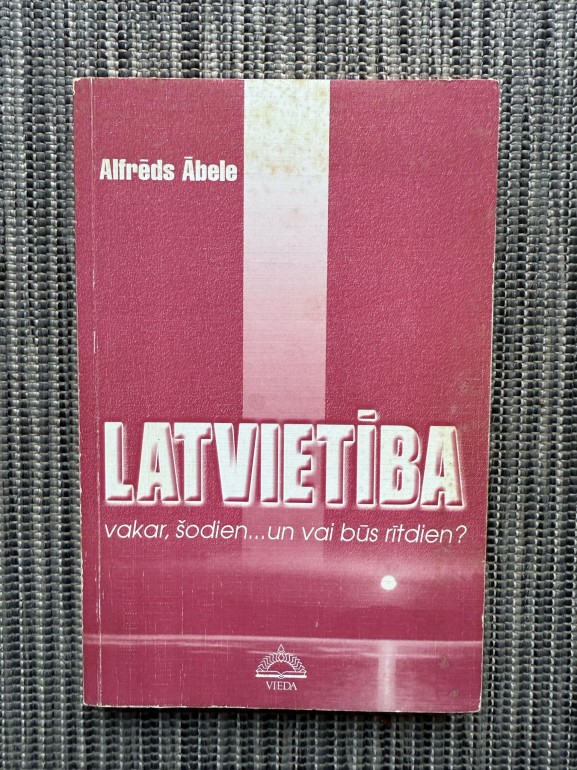 Alfrēds Ābele
LATVIETĪBA
vakar, šodien...un vai būs rītdien?
VIEDA